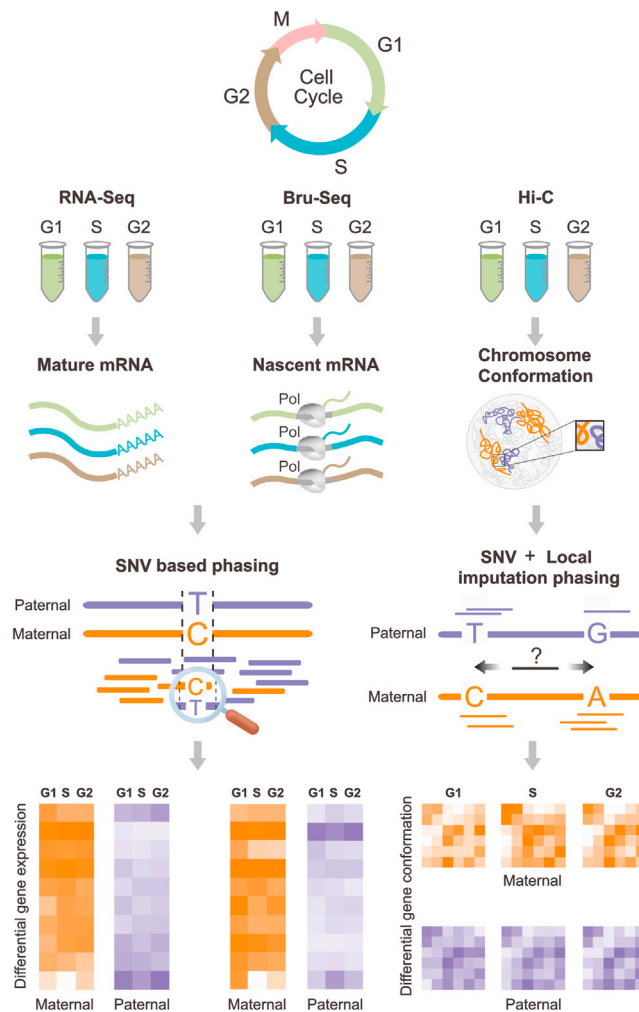 M
G1
G2
Cell
Cycle
S
RNA-Seq
Bru-Seq
Hi-C
G1 S G2
G1 S G2
G1 S G2
Mature mRNA
Nascent mRNA
Chromosome
Conformation
AAAAA
AAAAA
AAAAA
Pol
Pol
Pol
SNV based phasing
Paternal
T
Maternal
C
C
T
SNV + Local
imputation phasing
Paternal
T G
?
Maternal
C A
Differential gene expression
G1 S G2
G1 S G2
G1 S G2
G1 S G2
Maternal
Paternal
Maternal
Paternal
Differential gene conformation
G1 S G2
Maternal
Paternal